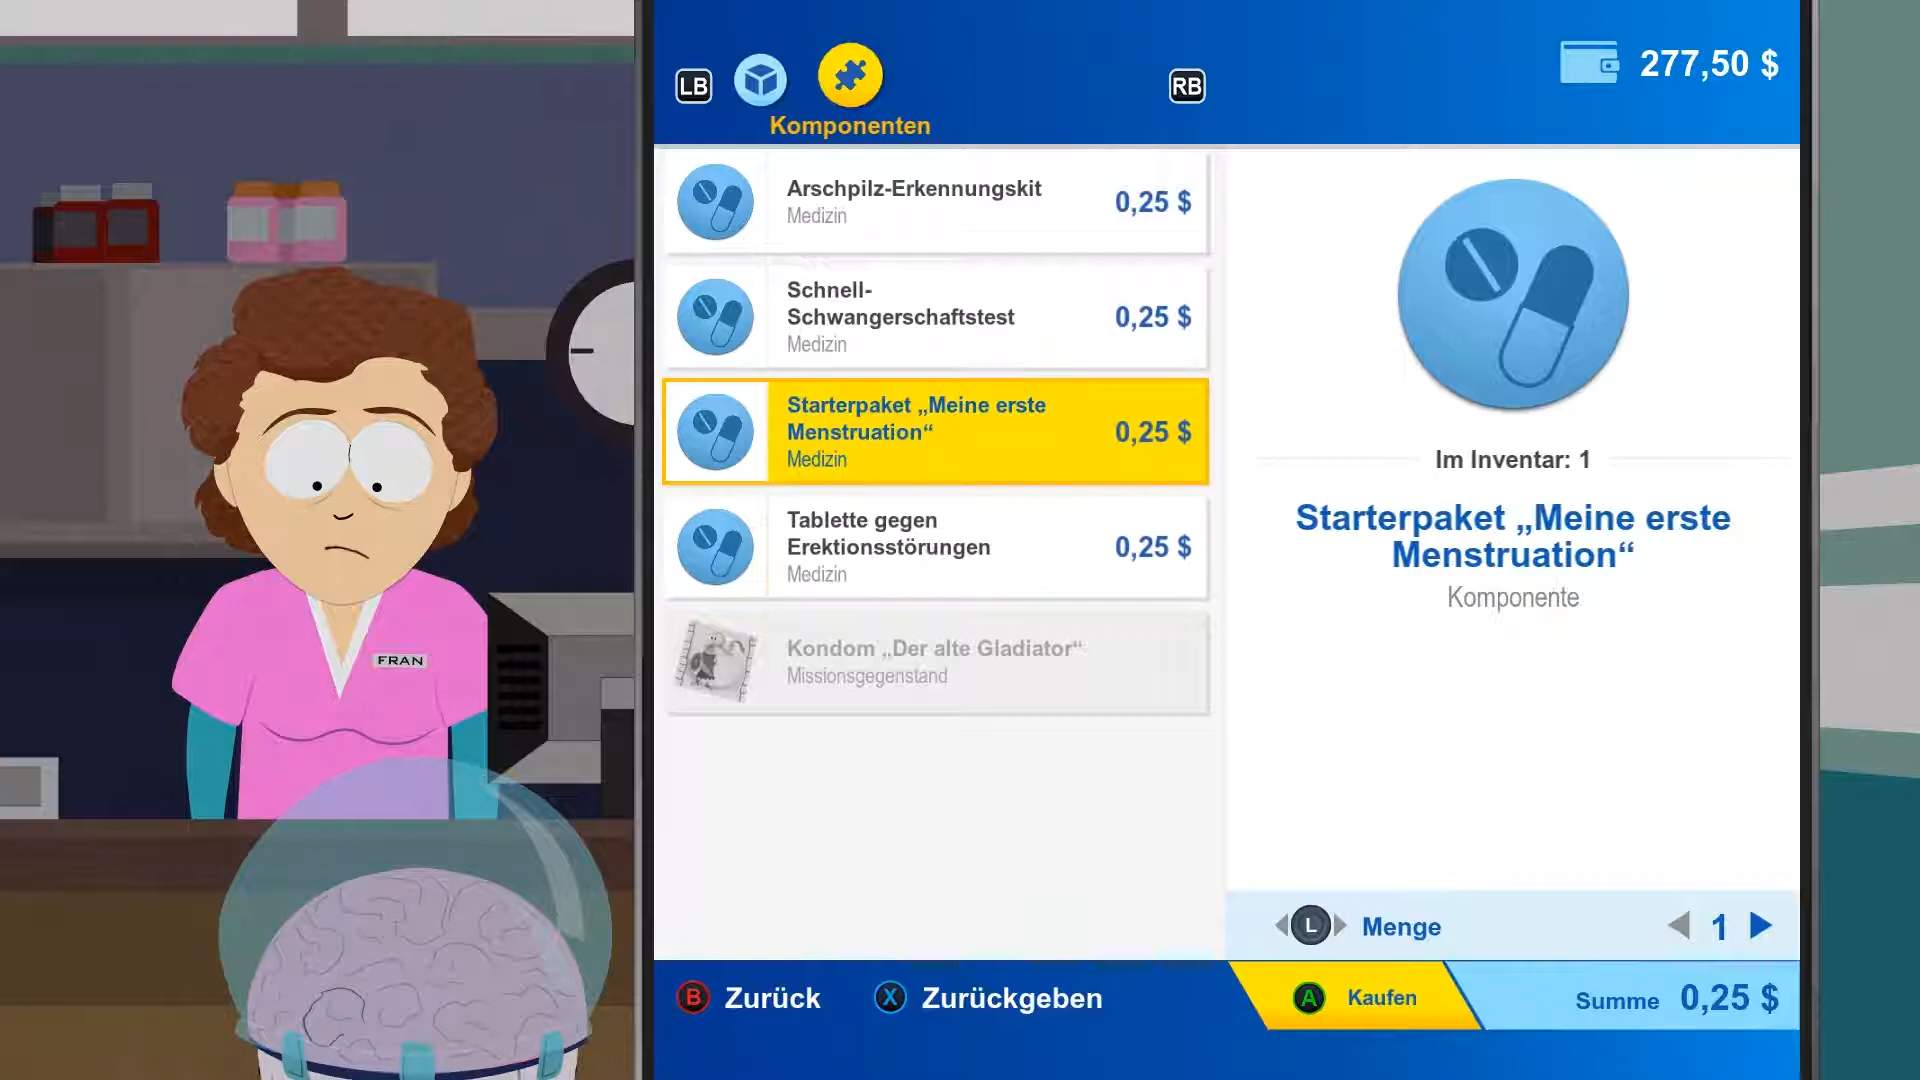 LB
RB
Komponenten
277,50 $
Arschpilz-Erkennungskit
Medizin
0,25 $
Schnell-
Schwangerschaftstest
Medizin
0,25 $
Starterpaket „Meine erste
Menstruation“
Medizin
0,25 $
Tablette gegen
Erektionsstörungen
Medizin
0,25 $
Kondom „Der alte Gladiator“
Missionsgegenstand
Im Inventar: 1
Starterpaket „Meine erste
Menstruation“
Komponente
L Menge 1
B Zurück
X Zurückgeben
A Kaufen
Summe 0,25 $
FRAN